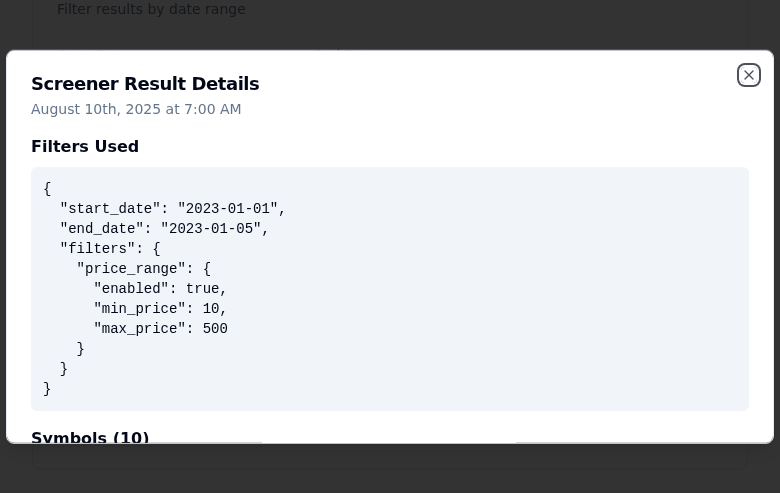 Filter results by date range
Screener Result Details
August 10th, 2025 at 7:00 AM
Filters Used
{
  "start_date": "2023-01-01",
  "end_date": "2023-01-05",
  "filters": {
    "price_range": {
      "enabled": true,
      "min_price": 10,
      "max_price": 500
    }
  }
}
Symbols (10)